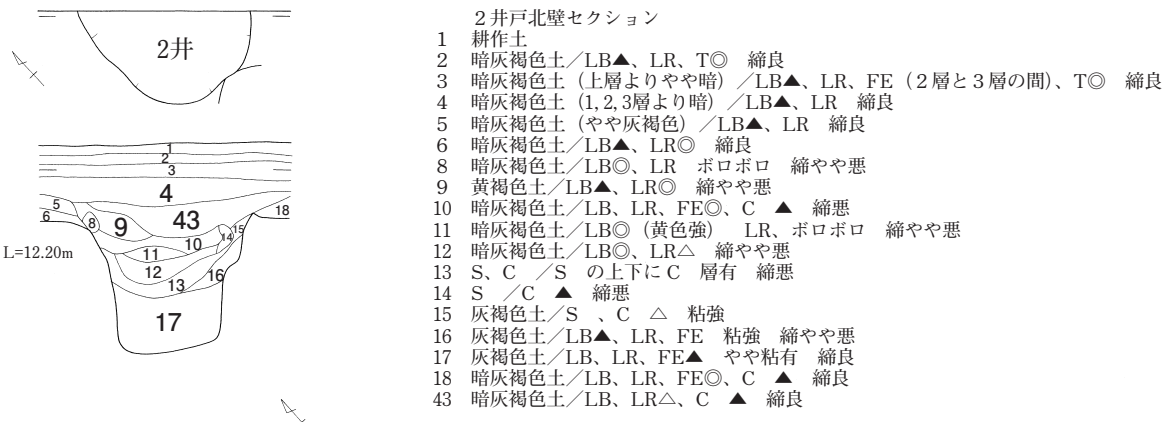 2井
1
2
3
4
5
6
8
9
43
18
15
14
10
11
12
16
13
17
L=12.20m
２井戸北壁セクション
1 耕作土
2 暗灰褐色土／LB▲、LR、T◎ 締良
3 暗灰褐色土（上層よりやや暗）／LB▲、LR、FE（２層と３層の間）、T◎ 締良
4 暗灰褐色土（1, 2, 3層より暗）／LB▲、LR 締良
5 暗灰褐色土（やや灰褐色）／LB▲、LR 締良
6 暗灰褐色土／LB▲、LR◎ 締良
8 暗灰褐色土／LB◎、LR ボロボロ 締やや悪
9 黄褐色土／LB▲、LR◎ 締やや悪
10 暗灰褐色土／LB、LR、FE◎、C ▲ 締悪
11 暗灰褐色土／LB◎（黄色強） LR、ボロボロ 締やや悪
12 暗灰褐色土／LB◎、LR△ 締やや悪
13 S、C ／S の上下に C 層有 締悪
14 S ／C ▲ 締悪
15 灰褐色土／S 、C △ 粘強
16 灰褐色土／LB▲、LR、FE 粘強 締やや悪
17 灰褐色土／LB、LR、FE▲ やや粘有 締良
18 暗灰褐色土／LB、LR、FE◎、C ▲ 締良
43 暗灰褐色土／LB、LR△、C ▲ 締良